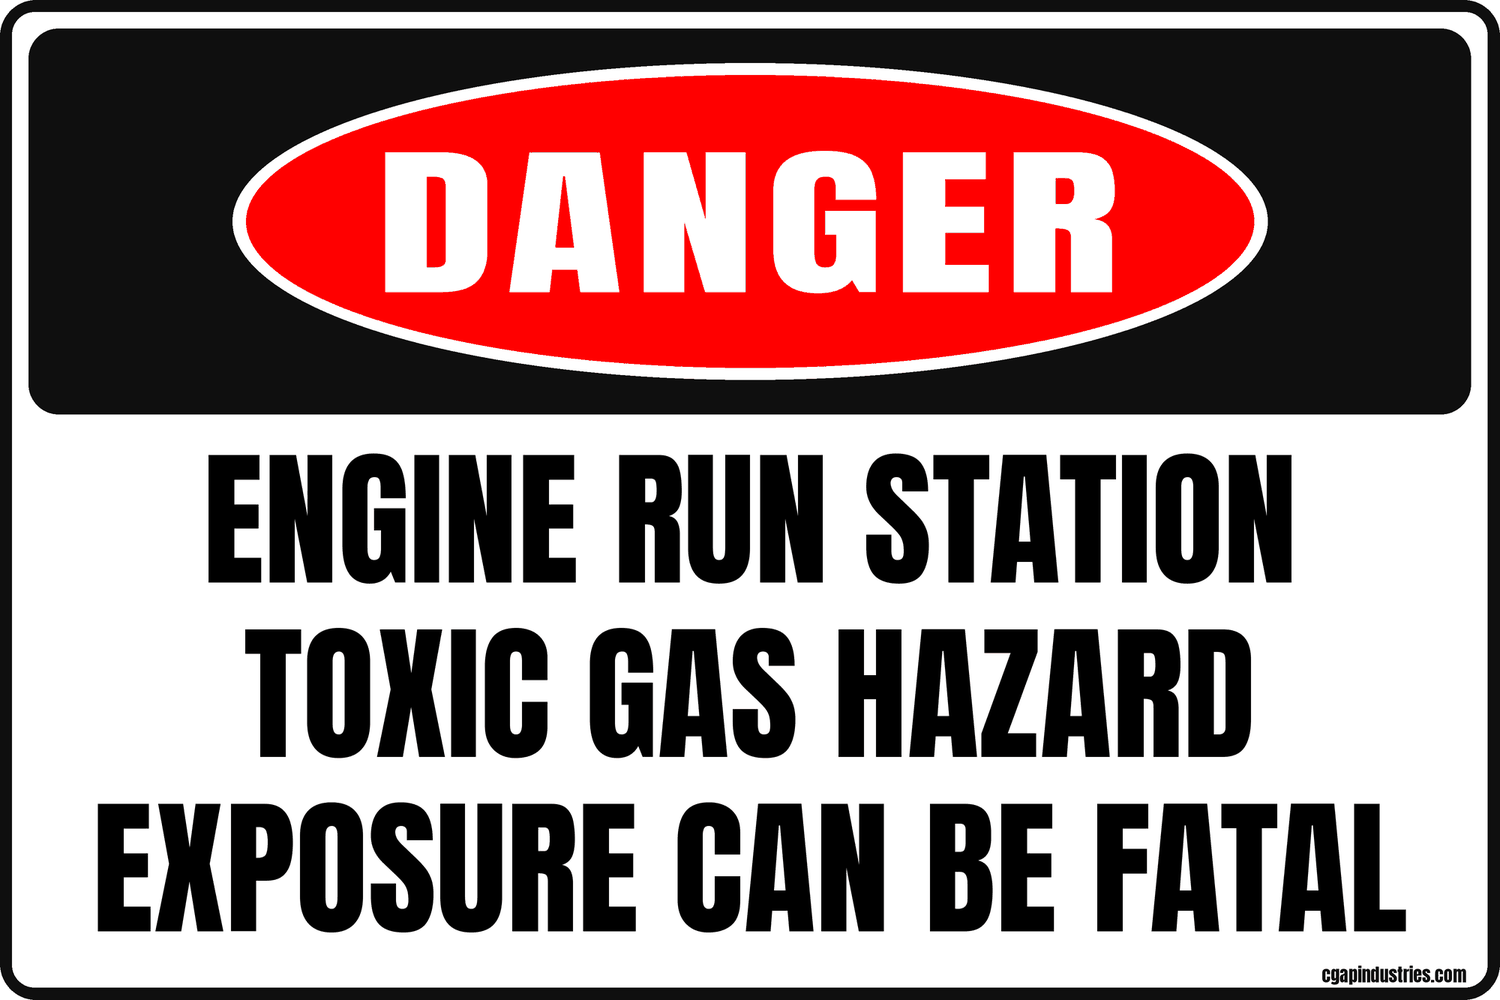 DANGER
ENGINE RUN STATION
TOXIC GAS HAZARD
EXPOSURE CAN BE FATAL
cgapindustries.com